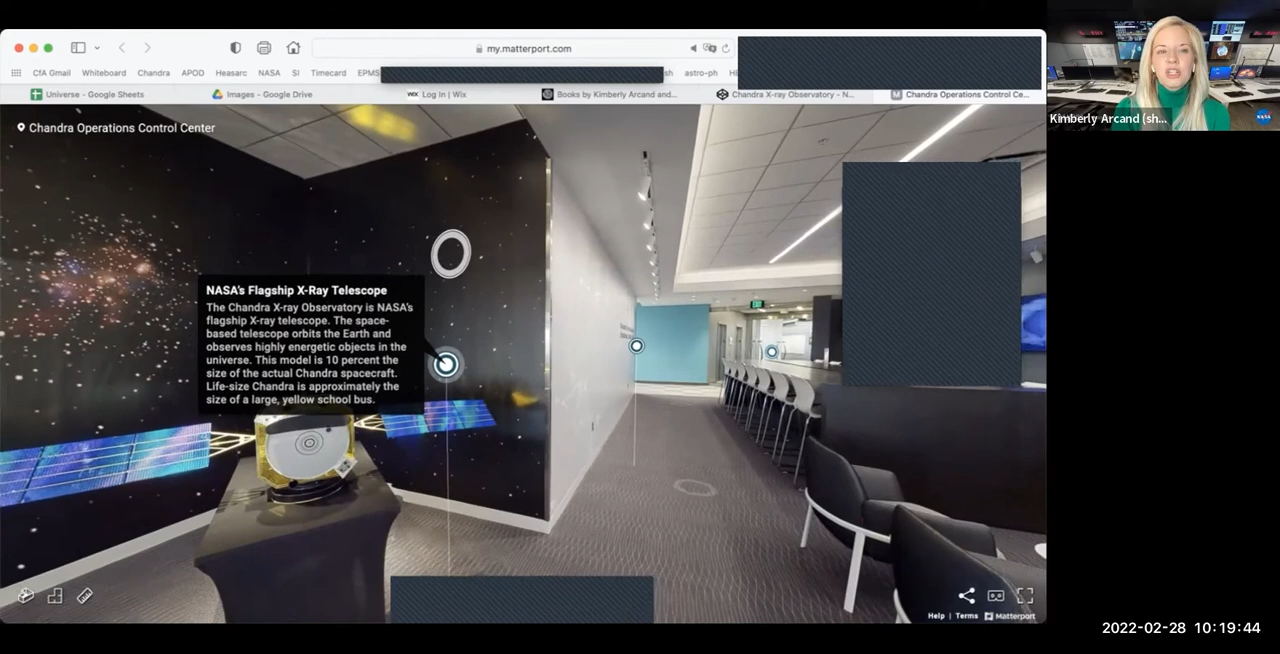 my.matterport.com
CfA Gmail Whiteboard Chandra APOD Heasarc NASA SI Timecard EPMS sh astro-ph
Universe - Google Sheets Images - Google Drive WiX Log In | Wix Books by Kimberly Arcand and... Chandra X-ray Observatory - N... M Chandra Operations Control Ce...
Kimberly Arcand (sh...
NASA
Chandra Operations Control Center
EXIT
NASA's Flagship X-Ray Telescope
The Chandra X-ray Observatory is NASA's
flagship X-ray telescope. The space-
based telescope orbits the Earth and
observes highly energetic objects in the
universe. This model is 10 percent the
size of the actual Chandra spacecraft.
Life-size Chandra is approximately the
size of a large, yellow school bus.
Help | Terms Matterport
2022-02-28 10:19:44